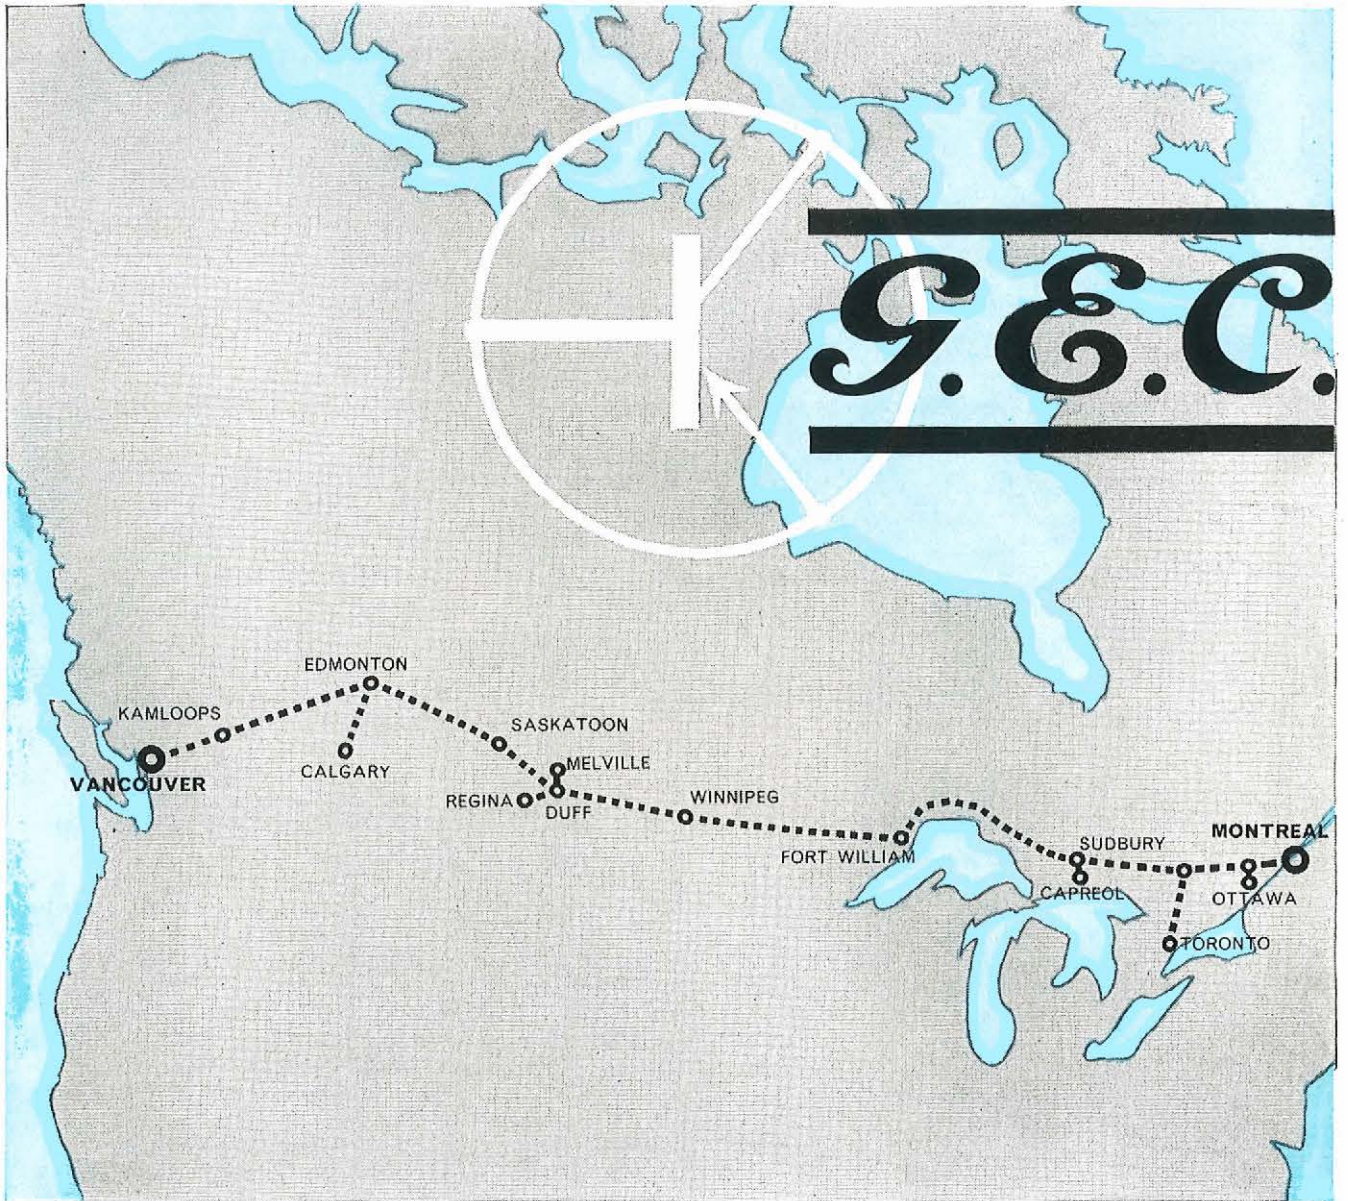 G.E.C.
EDMONTON
KAMLOOPS
SASKATOON
VANCOUVER
CALGARY
MELVILLE
REGINA
DUFF
WINNIPEG
FORT WILLIAM
SUDBURY
MONTREAL
CAPREOL
OTTAWA
TORONTO